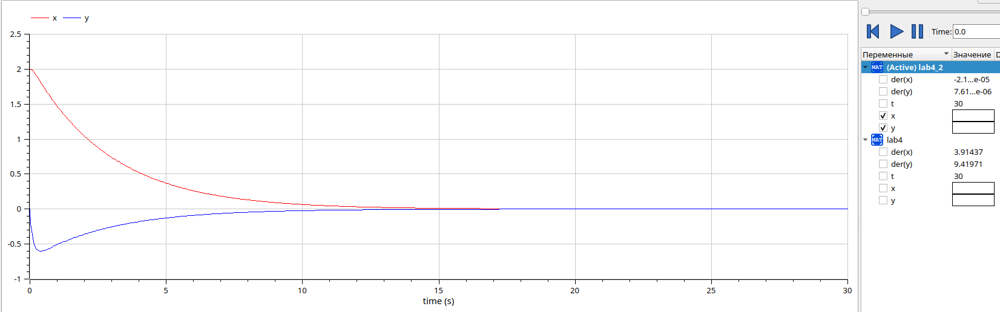 x y
2.5
2
1.5
1
0.5
0
-0.5
-1
0 5 10 15 20 25 30
time (s)
Time: 0.0
Переменные Значение D
MAT (Active) lab4_2
der(x) -2.1...e-05
der(y) 7.61...e-06
t 30
x
y
MAT lab4
der(x) 3.91437
der(y) 9.41971
t 30
x
y